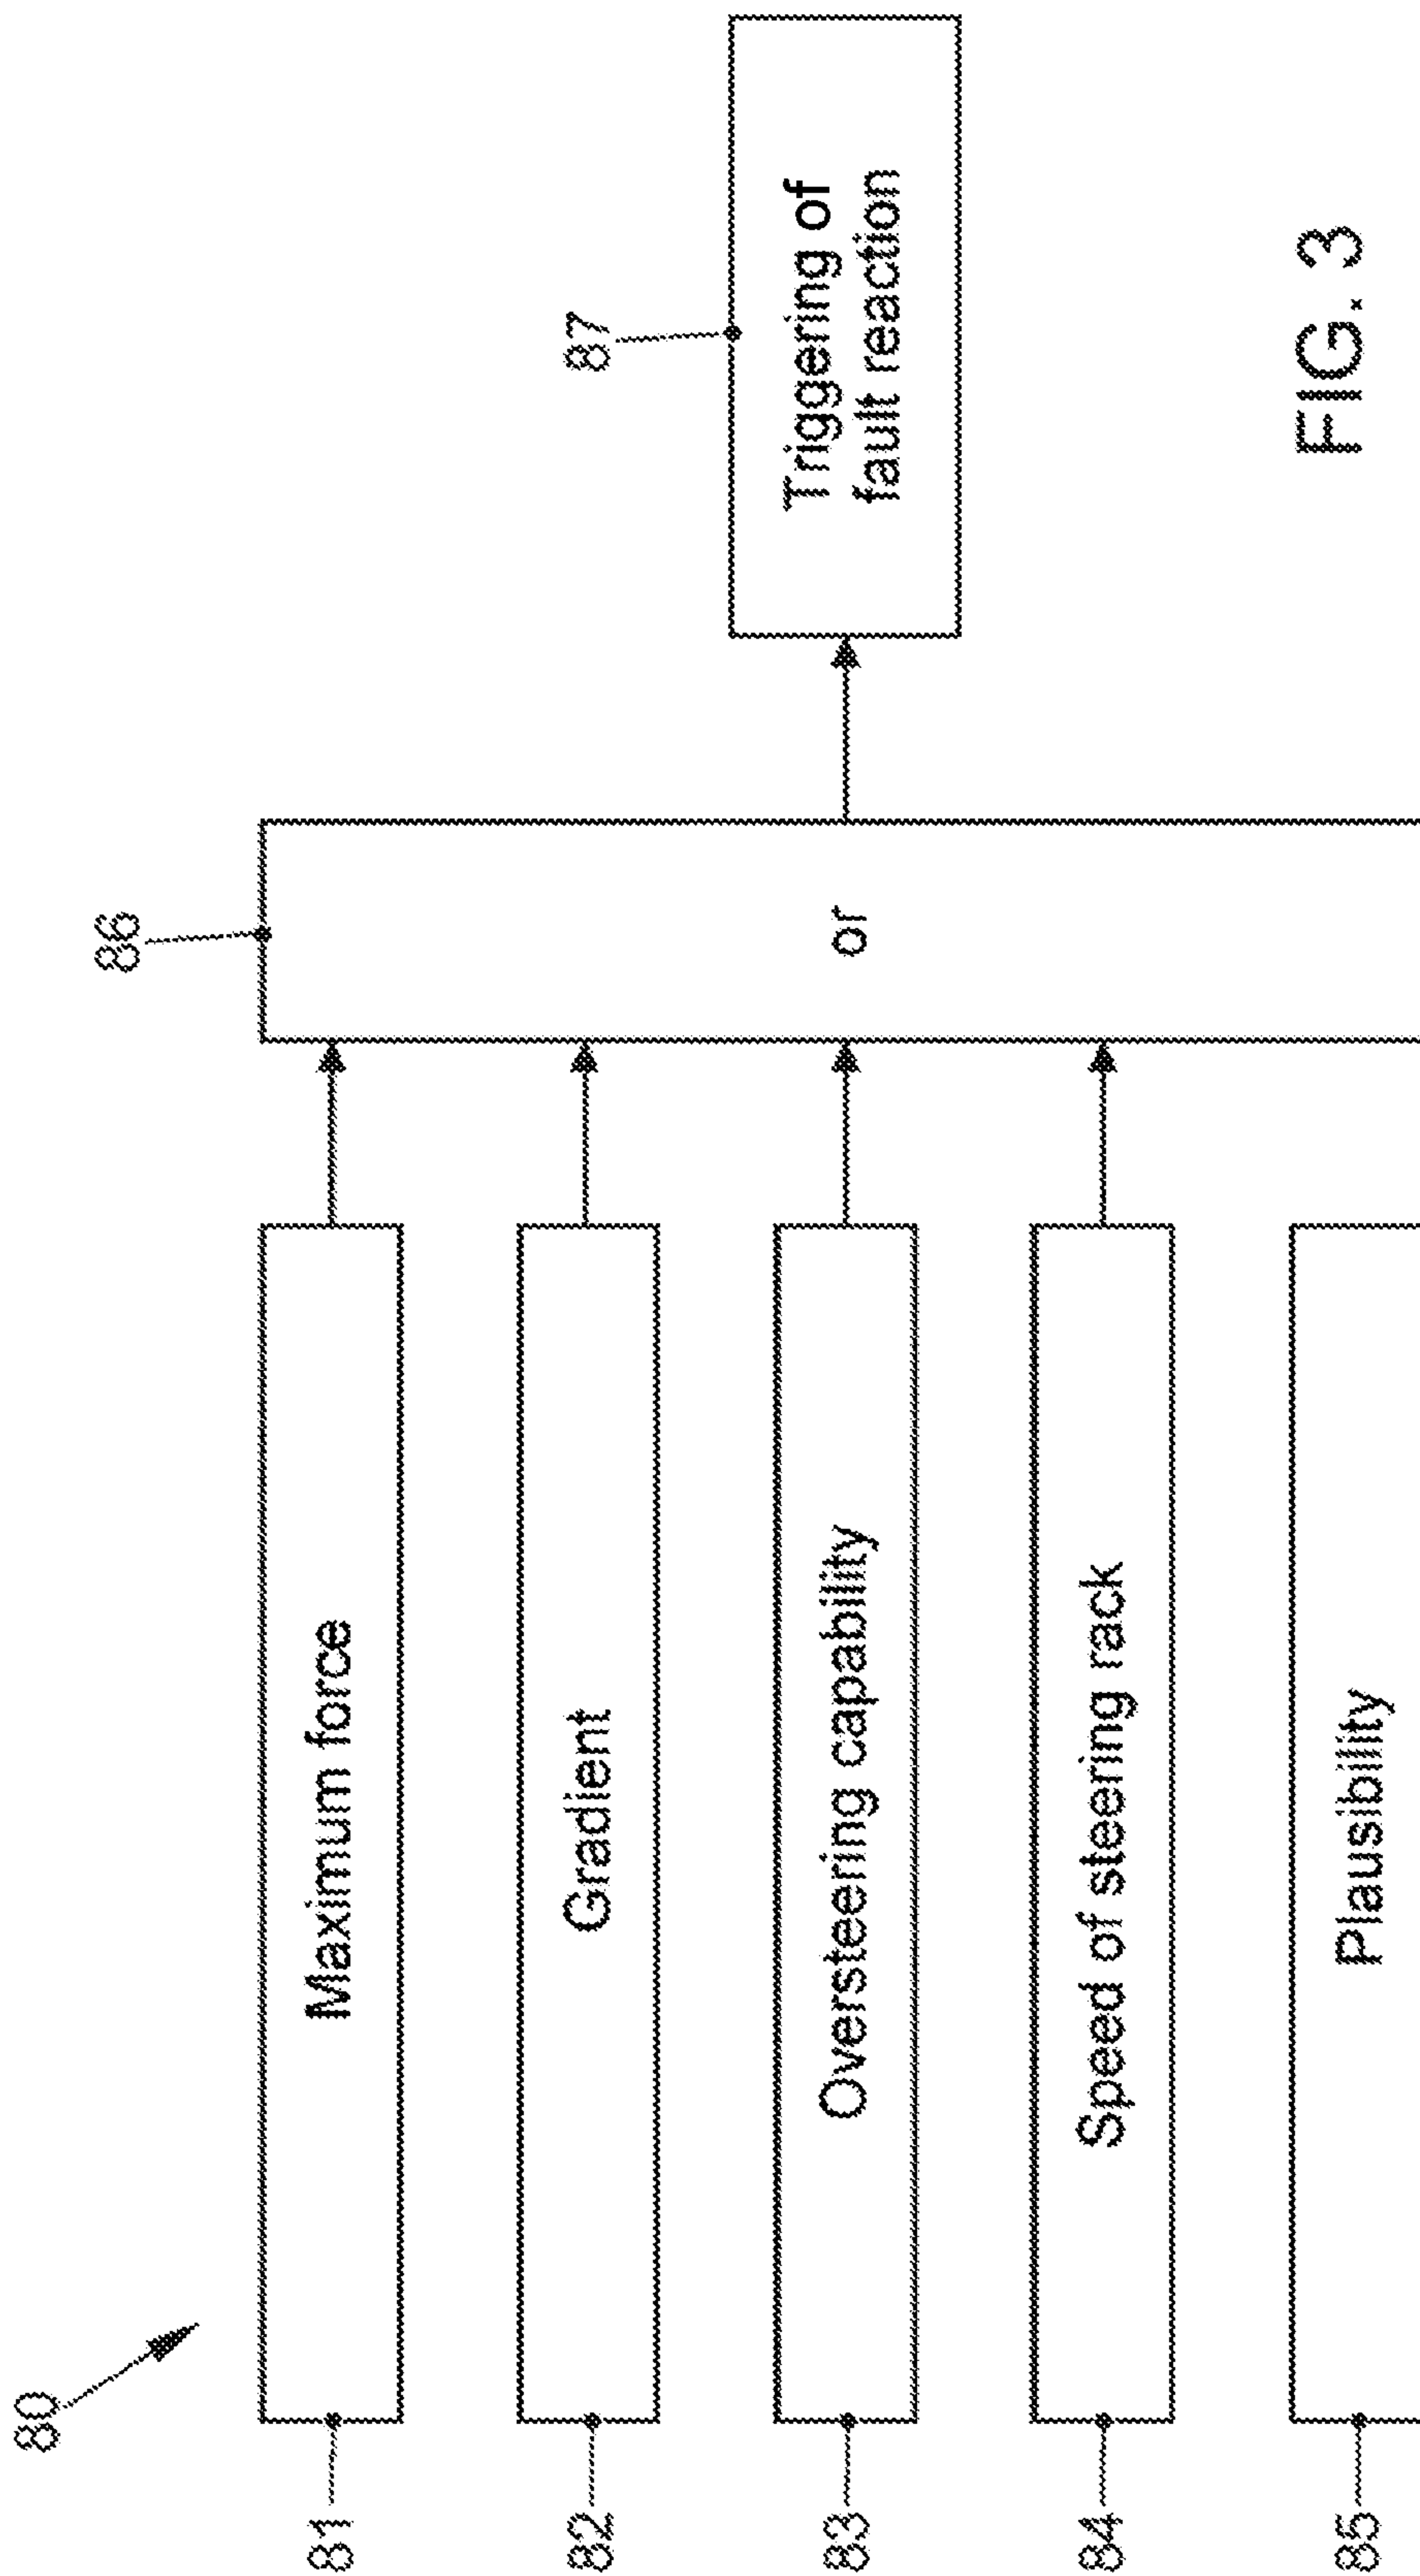 80
81
Maximum force
82
Gradient
83
Oversteering capability
84
Speed of steering rack
85
Plausibility
86
or
87
Triggering of
fault reaction
FIG. 3